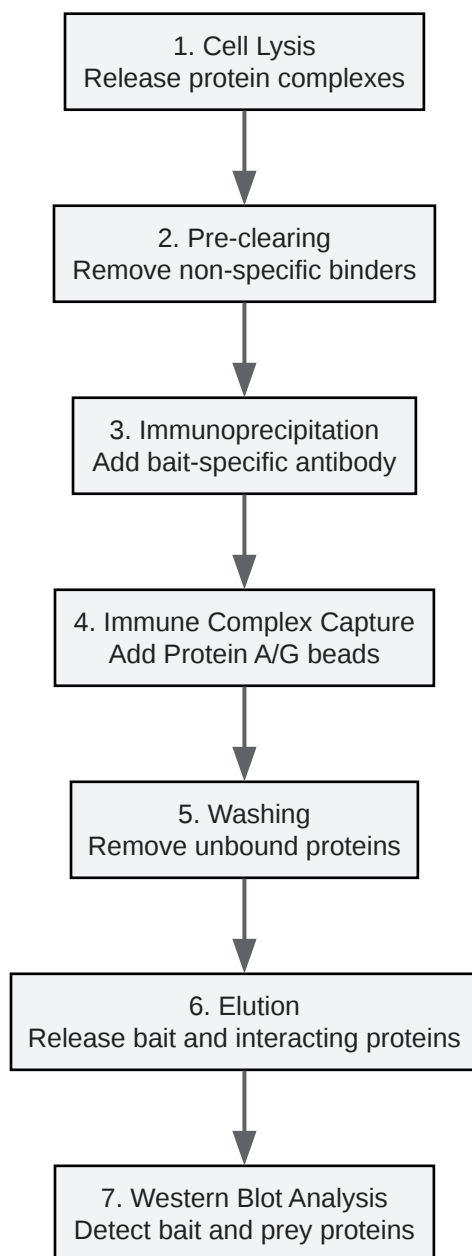 1. Cell Lysis
Release protein complexes
2. Pre-clearing
Remove non-specific binders
3. Immunoprecipitation
Add bait-specific antibody
4. Immune Complex Capture
Add Protein A/G beads
5. Washing
Remove unbound proteins
6. Elution
Release bait and interacting proteins
7. Western Blot Analysis
Detect bait and prey proteins